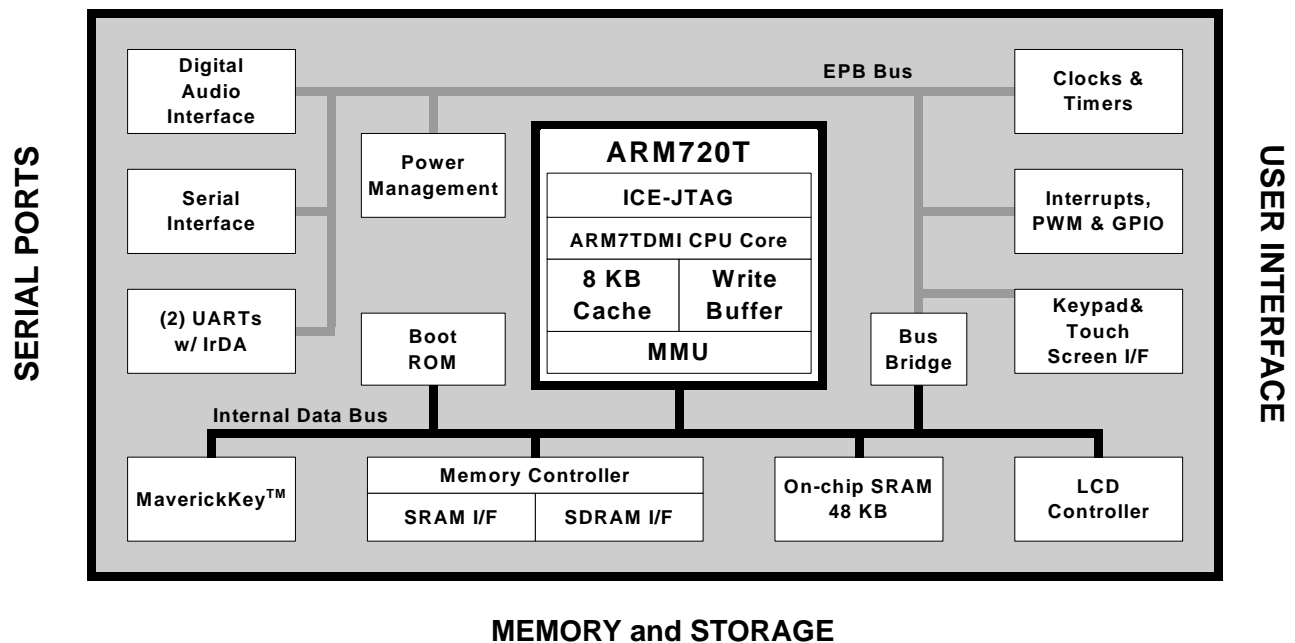 SERIAL PORTS
Digital
Audio
Interface
Serial
Interface
(2) UARTs
w/ IrDA
Power
Management
Boot
ROM
EPB Bus
ARM720T
ICE-JTAG
ARM7TDMI CPU Core
8 KB
Cache
Write
Buffer
MMU
Bus
Bridge
Clocks &
Timers
Interrupts,
PWM & GPIO
Keypad&
Touch
Screen I/F
USER INTERFACE
Internal Data Bus
MaverickKey™
Memory Controller
SRAM I/F
SDRAM I/F
On-chip SRAM
48 KB
LCD
Controller
MEMORY and STORAGE